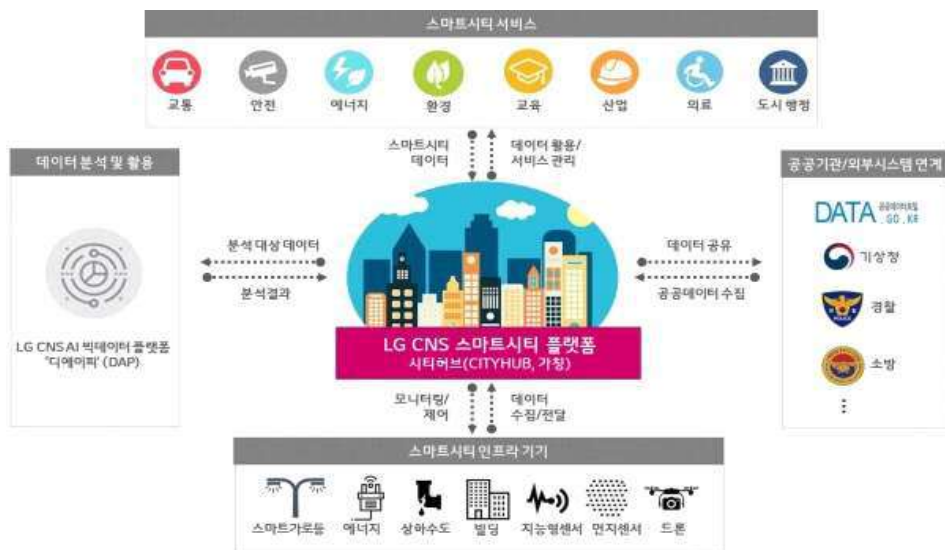 스마트시티 서비스
교통
안전
에너지
환경
교육
산업
의료
도시 행정
스마트시티
데이터
데이터 활용/
서비스 관리
데이터 분석 및 활용
LG CNS AI 빅데이터 플랫폼
'디에이피' (DAP)
분석 대상 데이터
분석결과
LG CNS 스마트시티 플랫폼
시티허브(CITYHUB, 가칭)
데이터 공유
공공데이터 수집
공공기관/외부시스템 연계
DATA 공공데이터포털
.GO.KR
기상청
경찰
소방
모니터링/
제어
데이터
수집/전달
스마트시티 인프라 기기
스마트가로등
에너지
상하수도
빌딩
지능형센서
먼지센서
드론